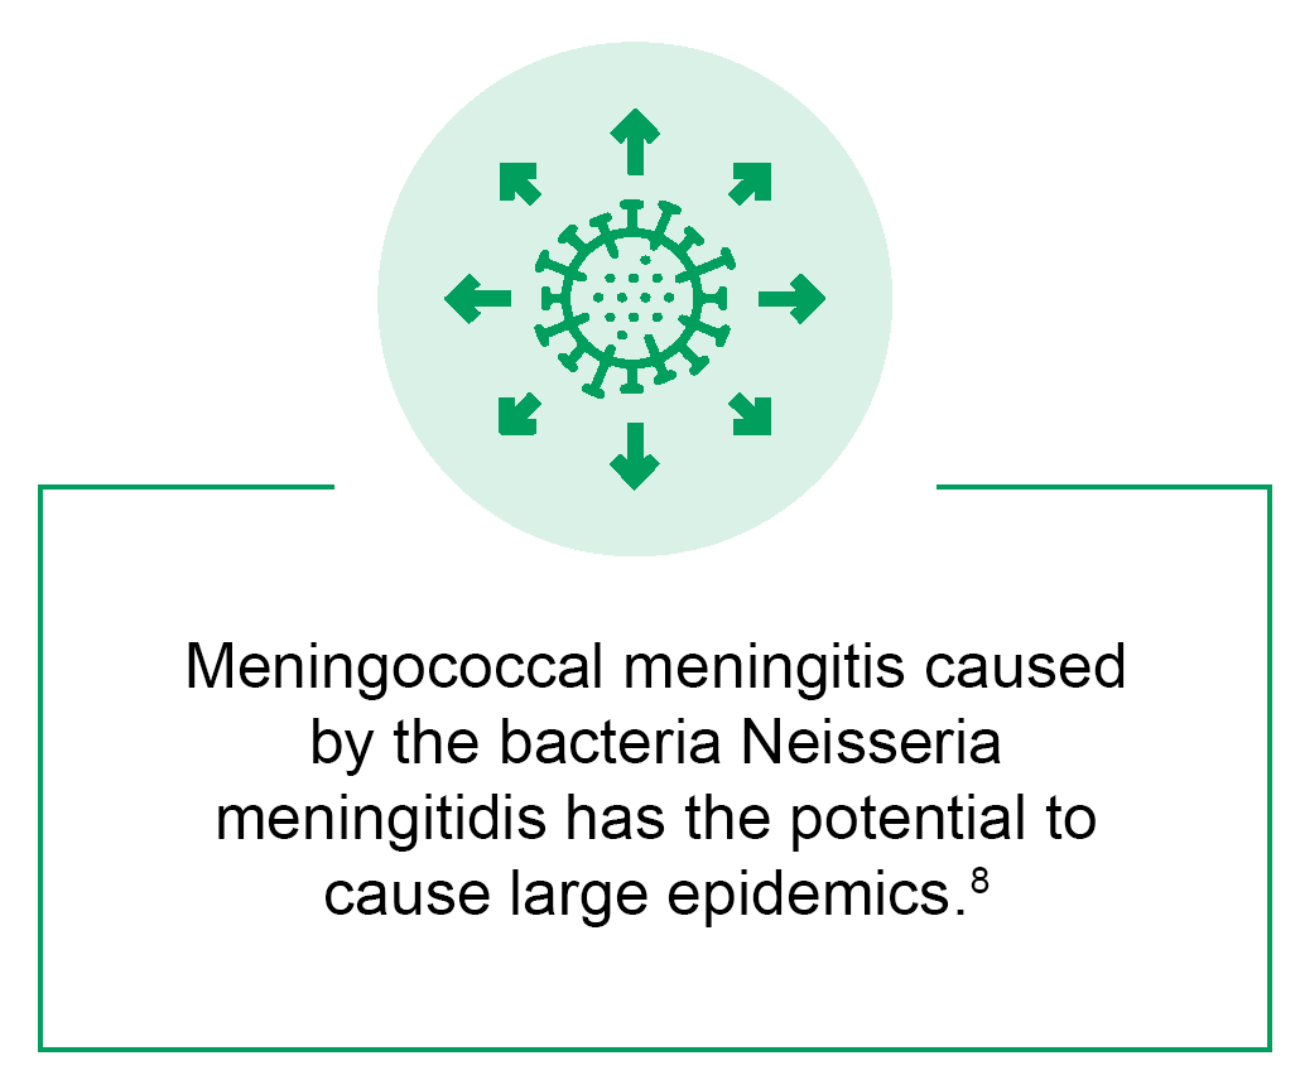 Meningococcal meningitis caused
by the bacteria Neisseria
meningitidis has the potential to
cause large epidemics.⁸